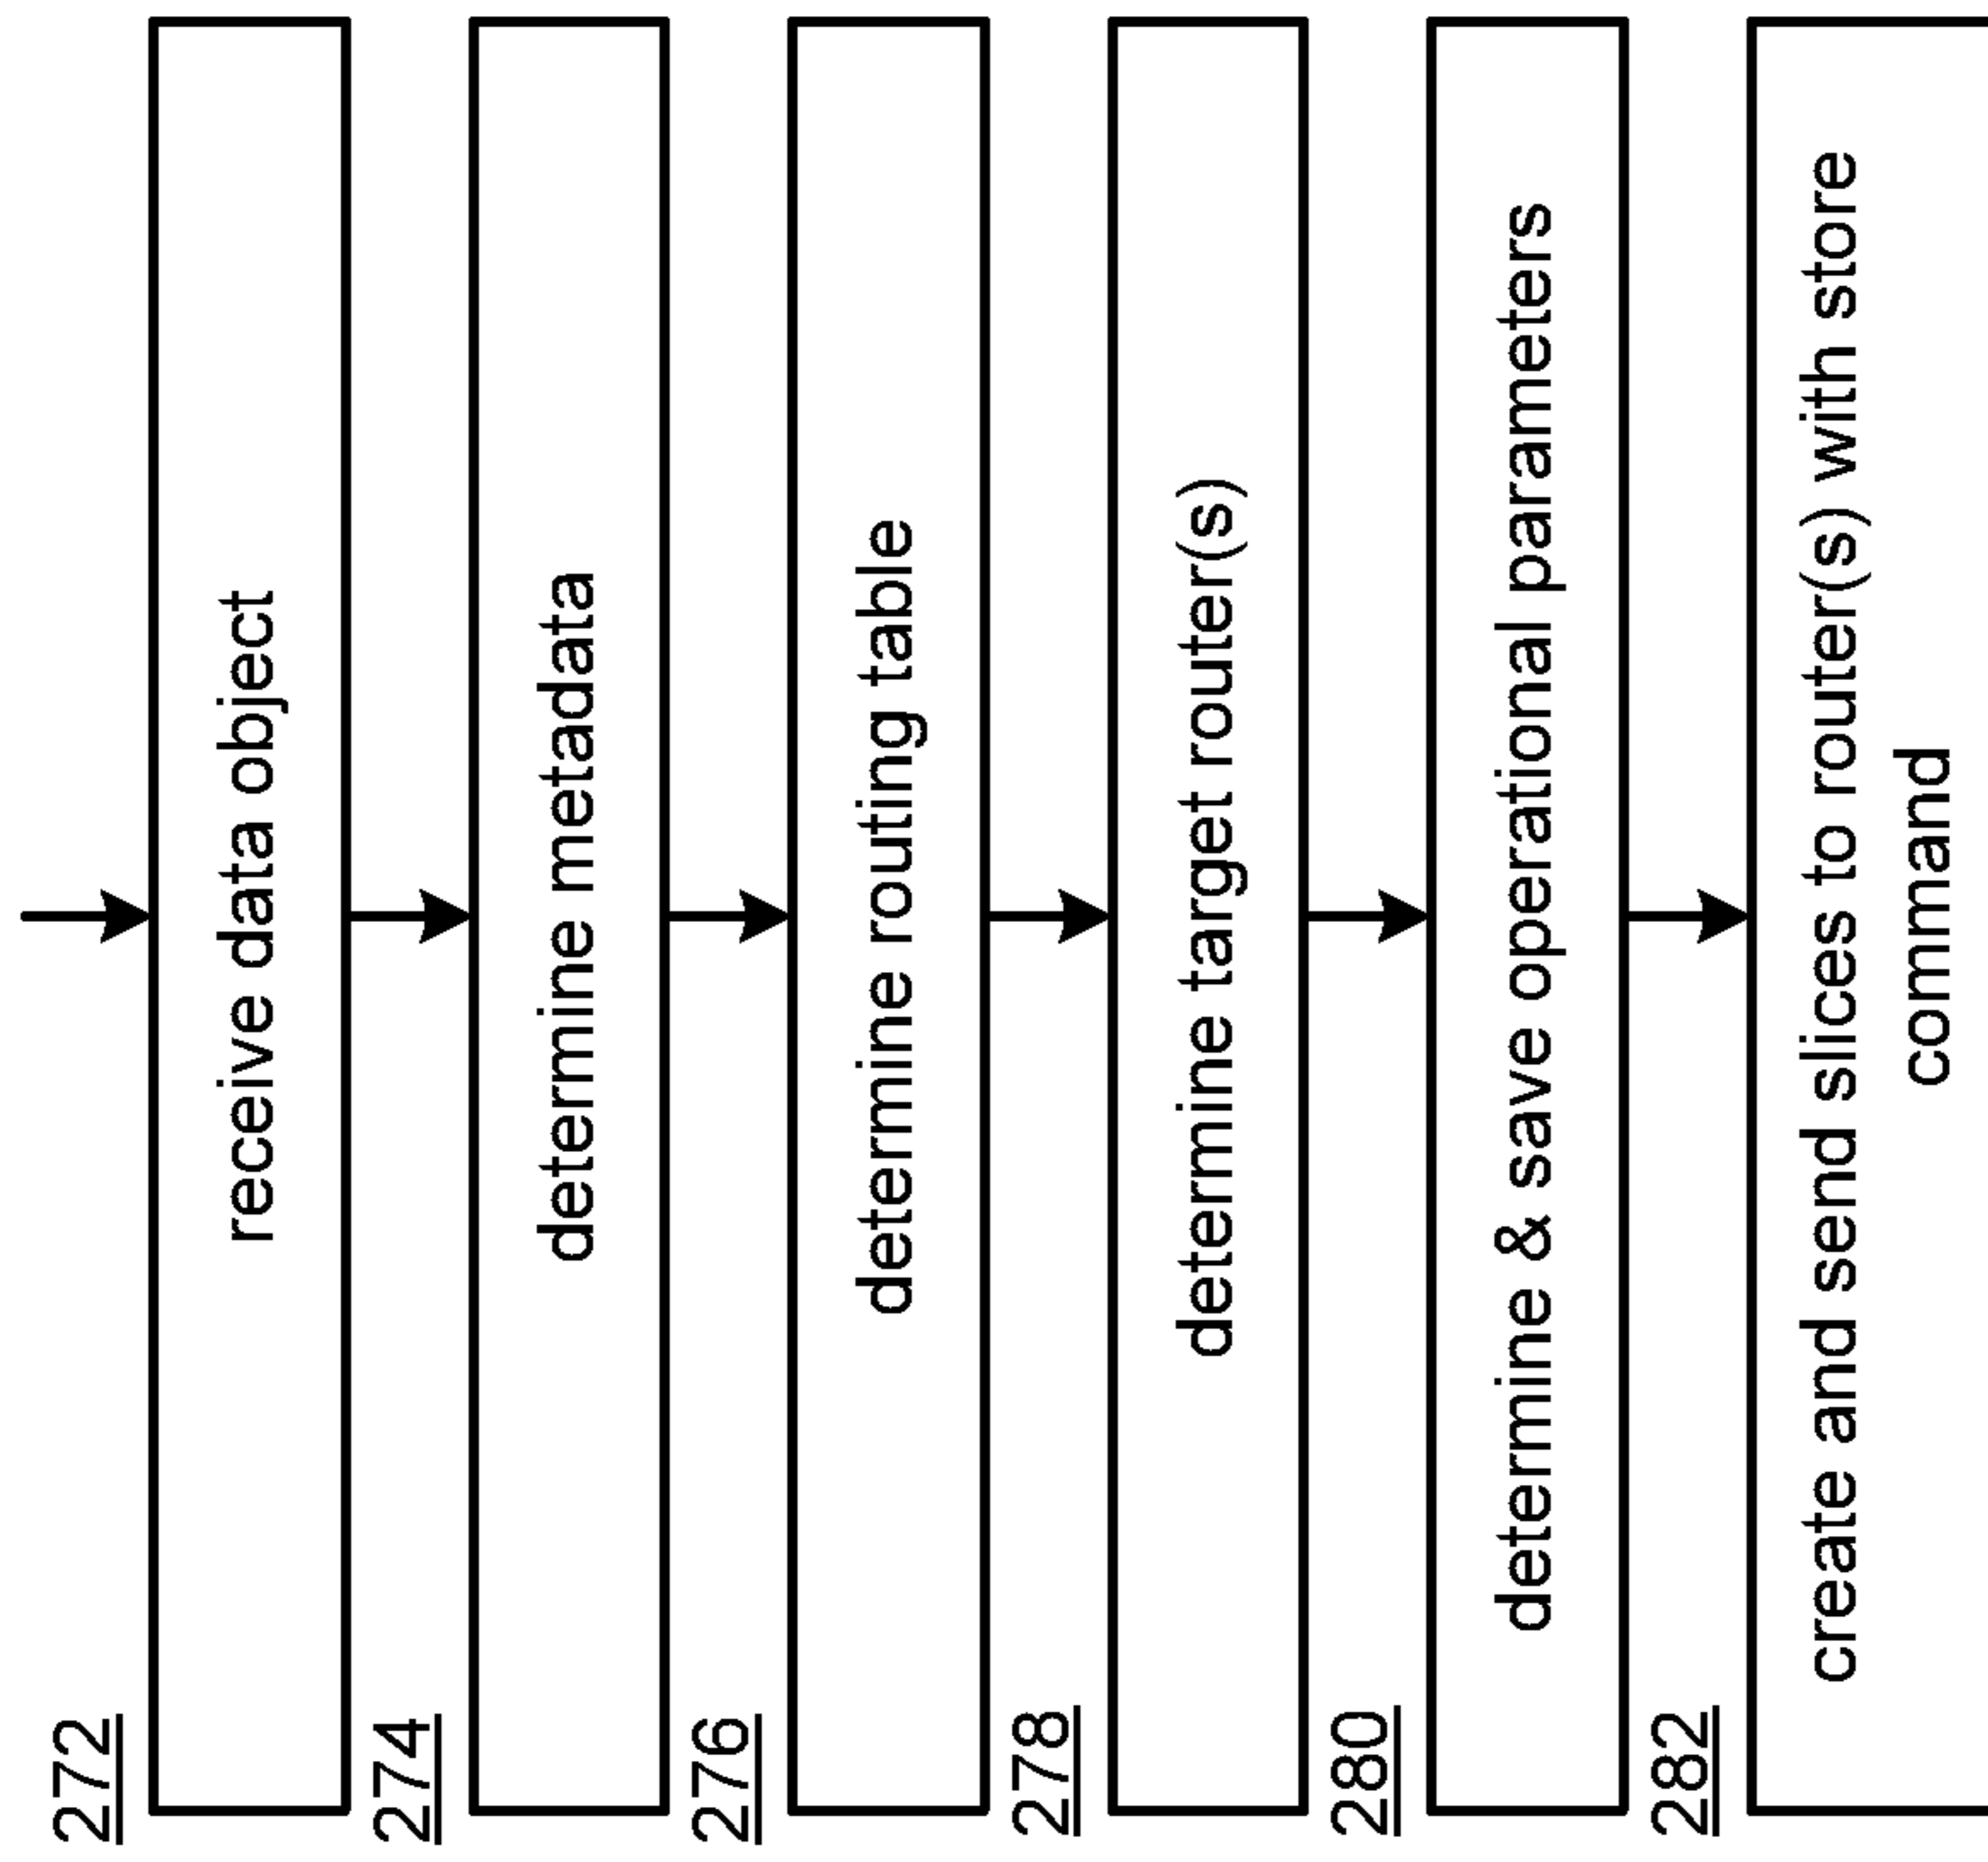 272
receive data object
274
determine metadata
276
determine routing table
278
determine target router(s)
280
determine & save operational parameters
282
create and send slices to router(s) with store
command